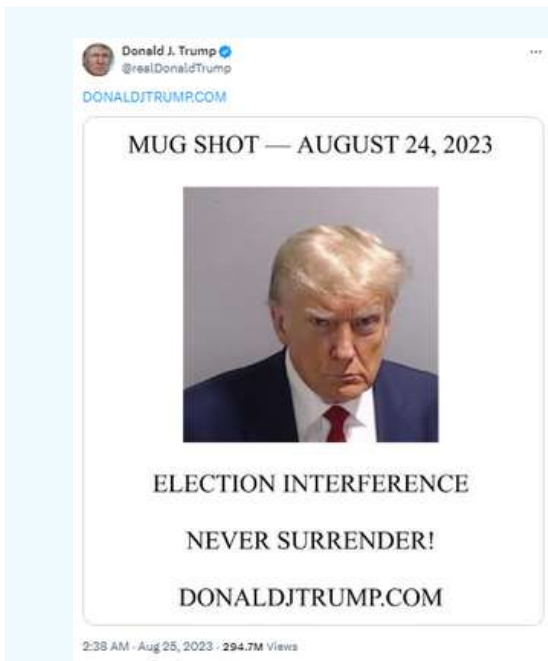 Donald J. Trump
@realDonaldTrump
DONALDJTRUMP.COM
MUG SHOT — AUGUST 24, 2023
ELECTION INTERFERENCE
NEVER SURRENDER!
DONALDJTRUMP.COM
2:38 AM · Aug 25, 2023 · 294.7M Views